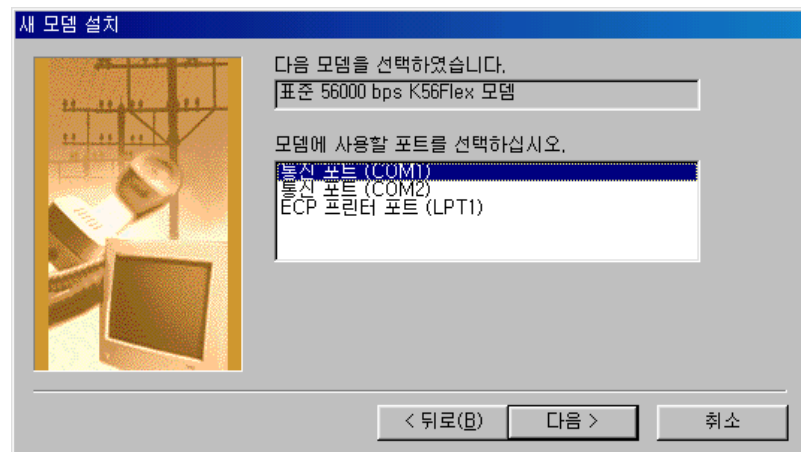 새 모뎀 설치
다음 모뎀을 선택하였습니다.
표준 56000 bps K56Flex 모뎀
모뎀에 사용할 포트를 선택하십시오.
통신 포트 (COM1)
통신 포트 (COM2)
ECP 프린터 포트 (LPT1)
< 뒤로(B) 다음 > 취소